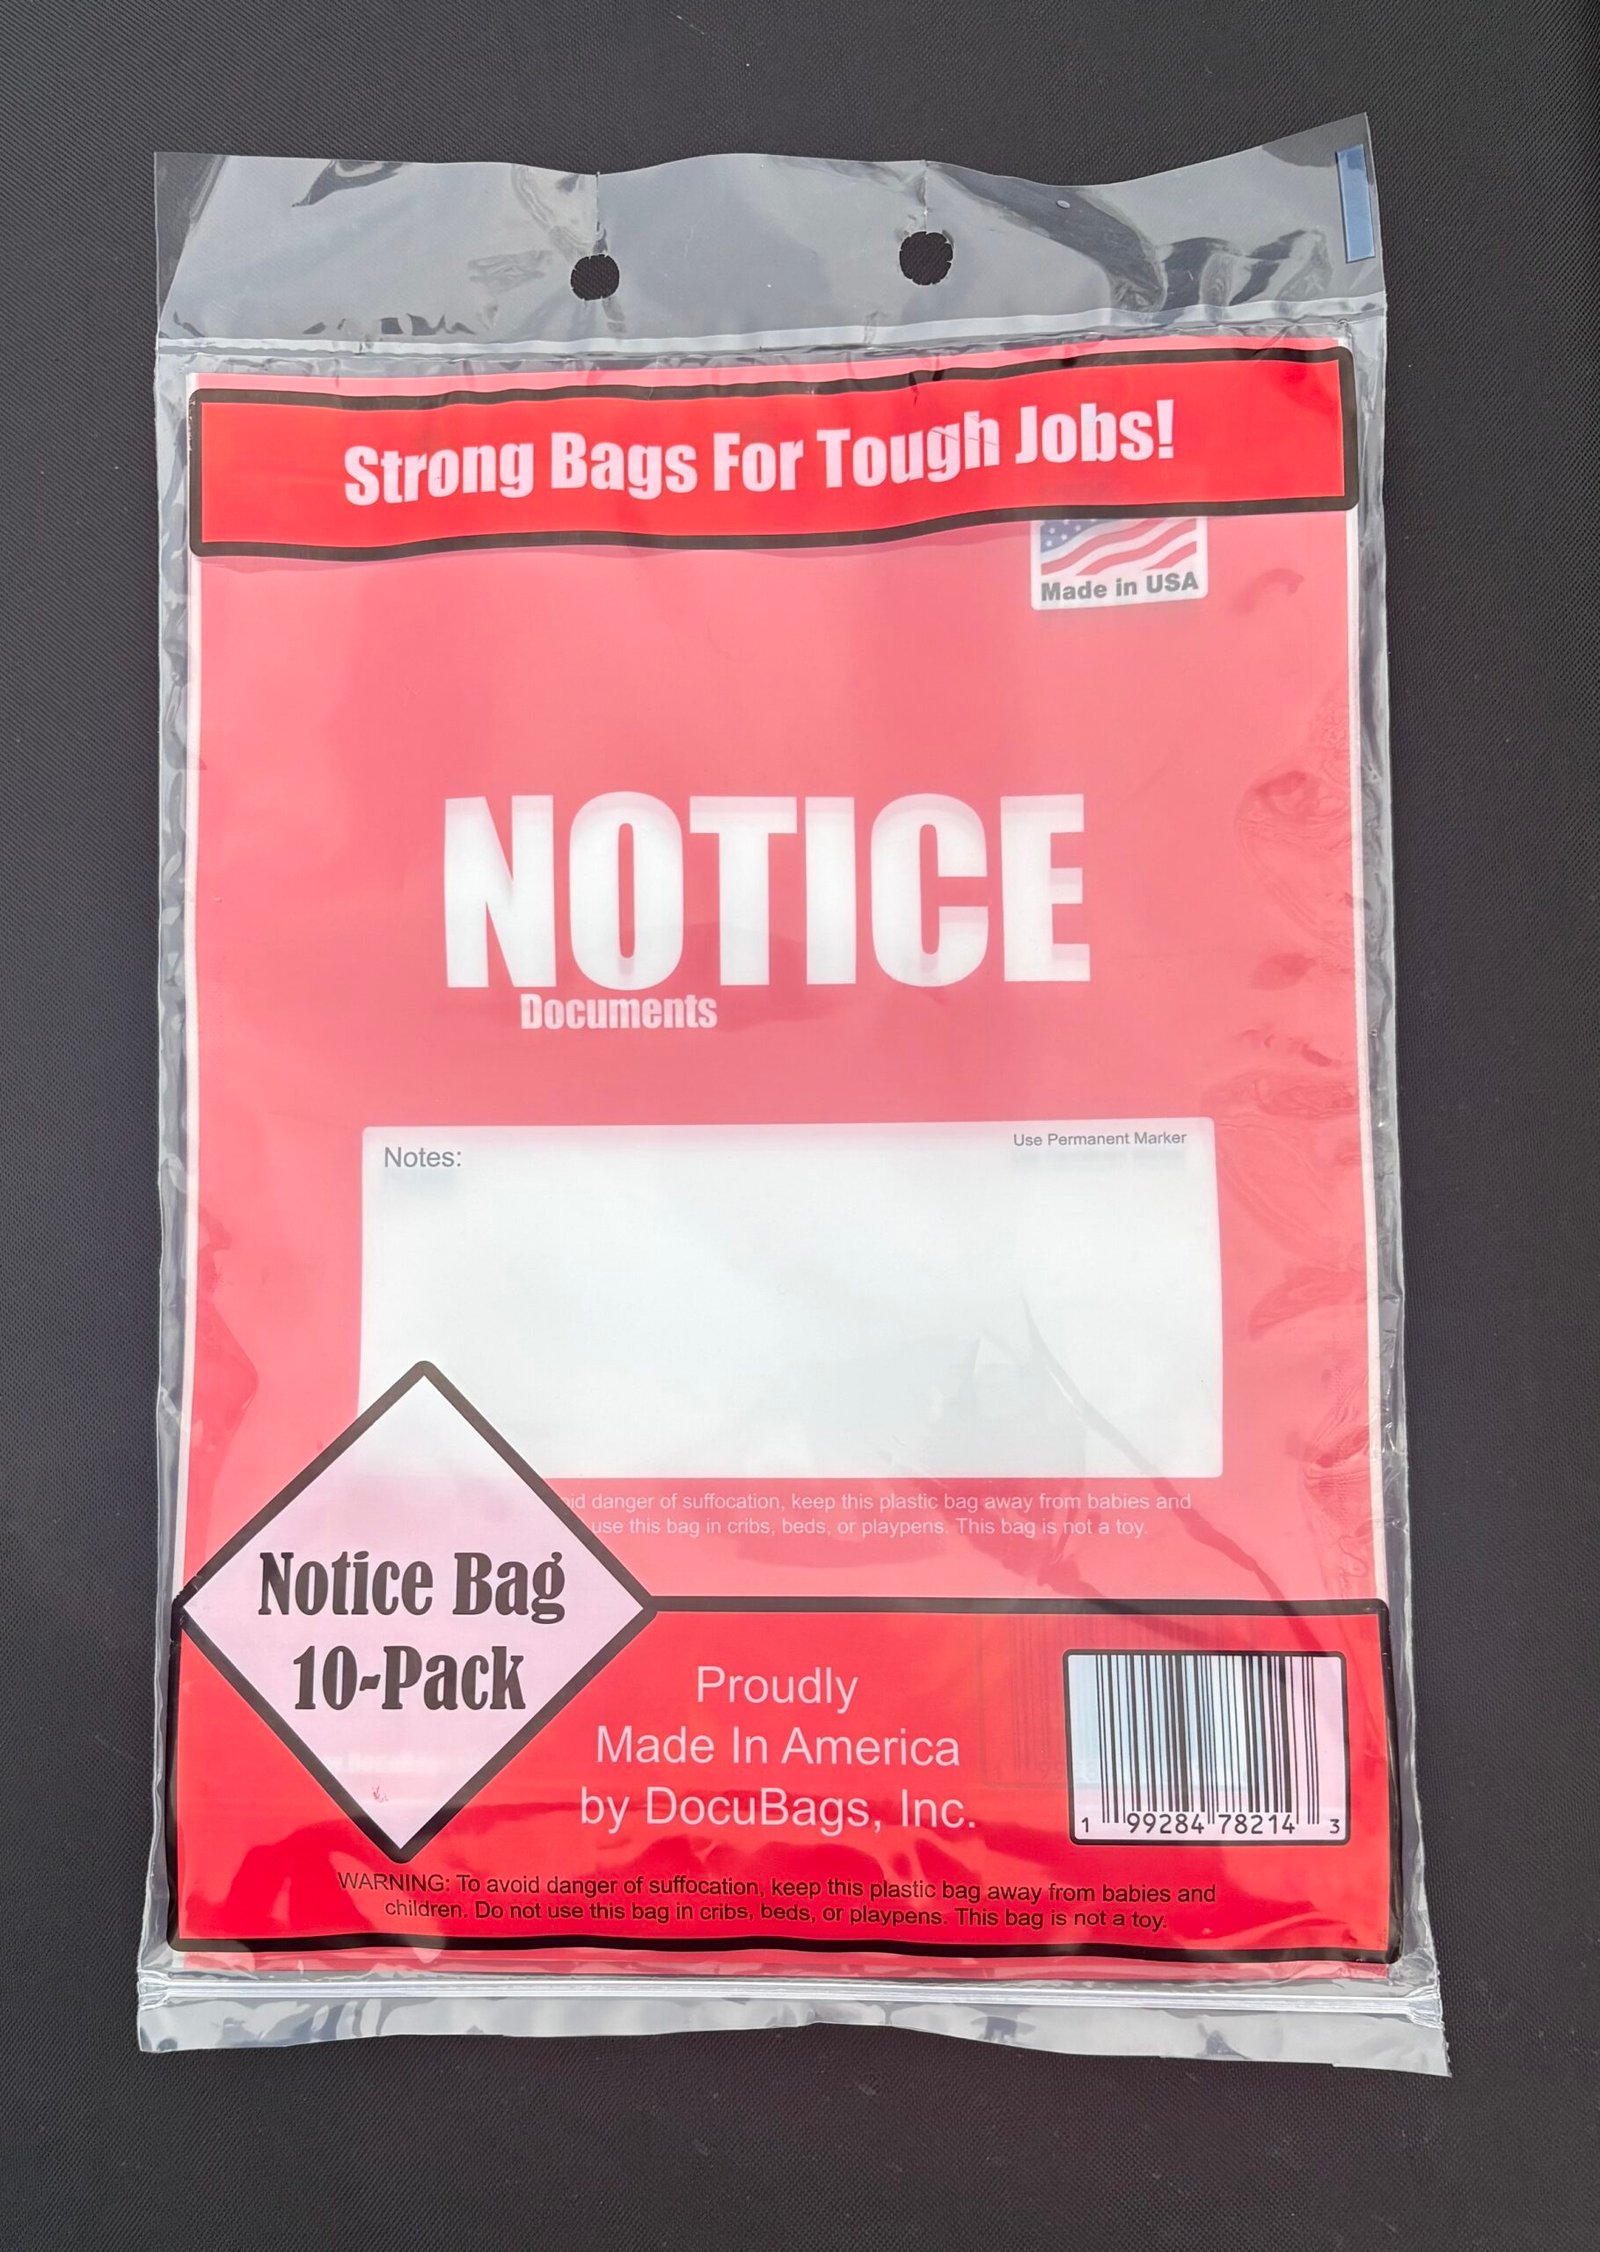 Strong Bags For Tough Jobs!
Made in USA
NOTICE
Documents
Notes:
Use Permanent Marker
danger of suffocation, keep this plastic bag away from babies and
use this bag in cribs, beds, or playpens. This bag is not a toy.
Notice Bag
10-Pack
Proudly
Made In America
by DocuBags, Inc.
1 99284 78214 3
WARNING: To avoid danger of suffocation, keep this plastic bag away from babies and
children. Do not use this bag in cribs, beds, or playpens. This bag is not a toy.